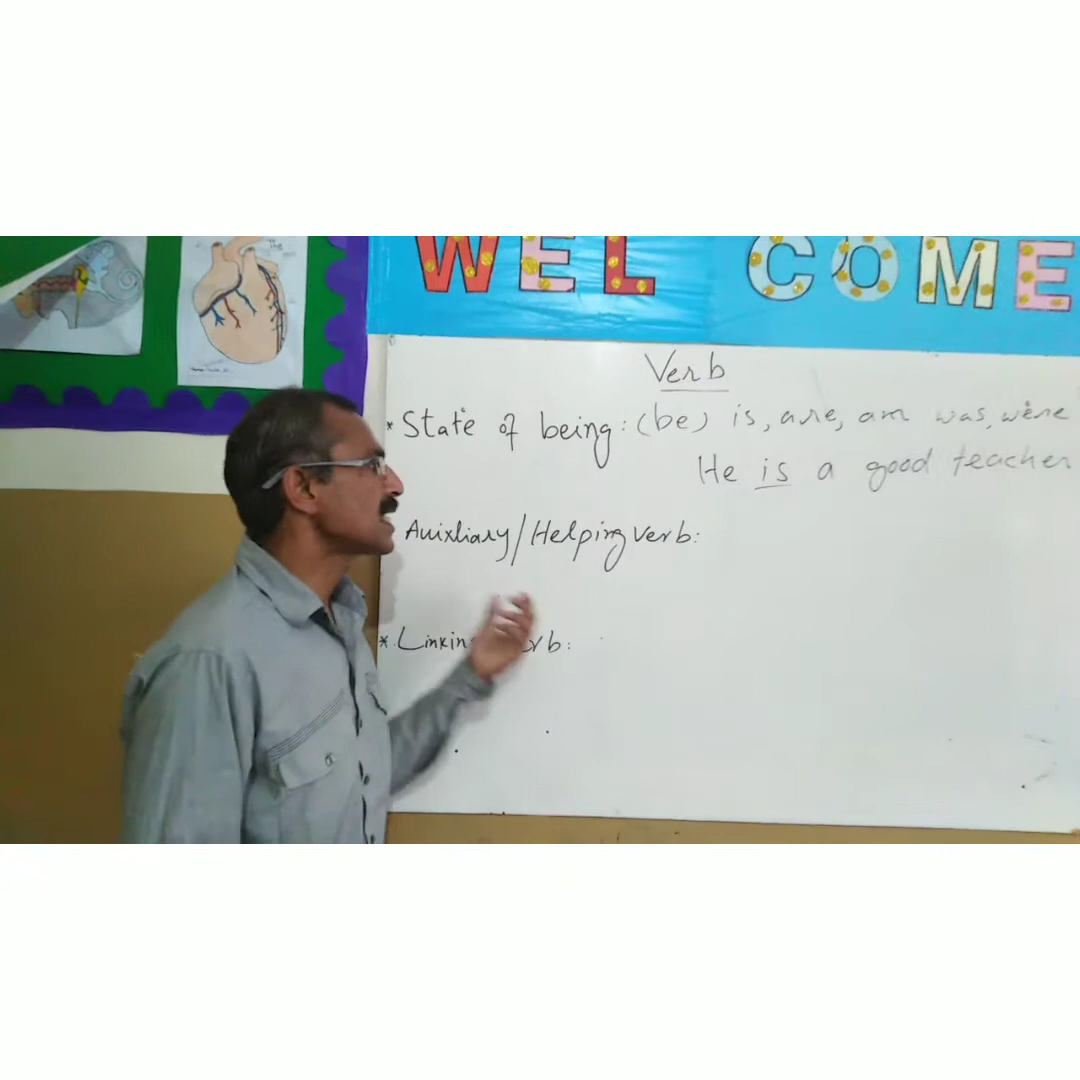 WEL COME
Verb
* State of being: (be) is, are, am was, were
He is a good teacher
Auixliary/Helping verb:
* Linking verb: